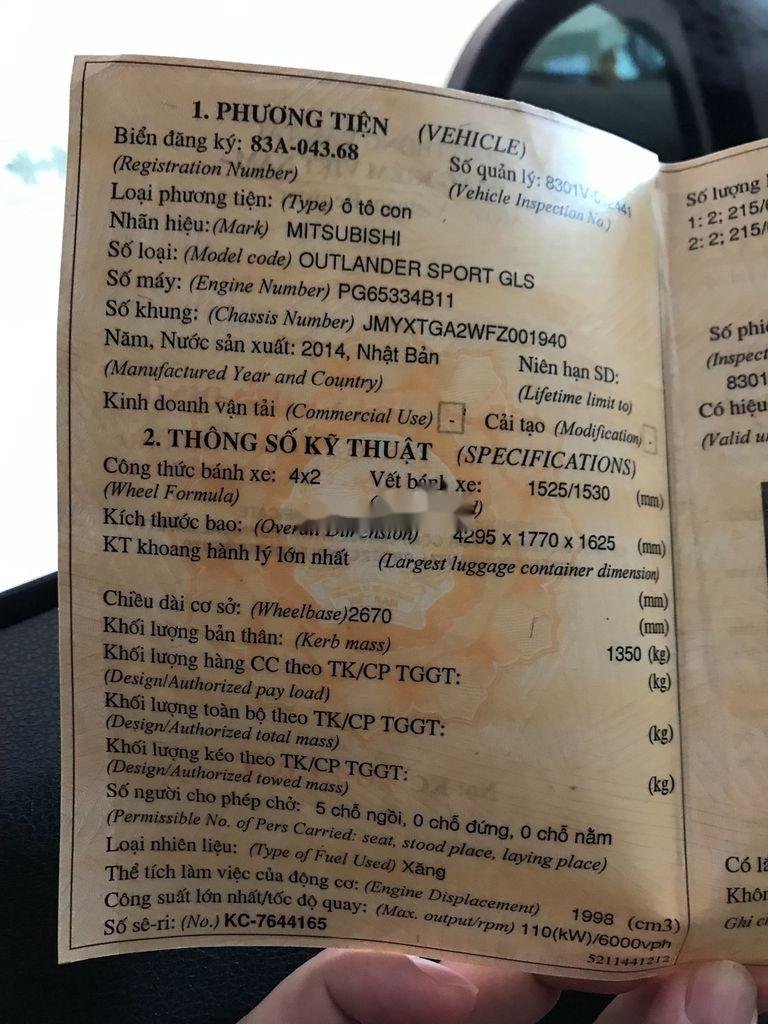 1. PHƯƠNG TIỆN (VEHICLE)
Biển đăng ký: 83A-043.68
(Registration Number)
Số quản lý: 8301V-
(Vehicle Inspection No.)
Loại phương tiện: (Type) ô tô con
Nhãn hiệu: (Mark) MITSUBISHI
Số loại: (Model code) OUTLANDER SPORT GLS
Số máy: (Engine Number) PG65334B11
Số khung: (Chassis Number) JMYXTGA2WFZ001940
Năm, Nước sản xuất: 2014, Nhật Bản
(Manufactured Year and Country)
Niên hạn SD:
(Lifetime limit to)
Kinh doanh vận tải (Commercial Use) - Cải tạo (Modification) -
2. THÔNG SỐ KỸ THUẬT (SPECIFICATIONS)
Công thức bánh xe: 4x2
(Wheel Formula)
Vết bánh xe: 1525/1530 (mm)
Kích thước bao: (Overall Dimension) 4295 x 1770 x 1625 (mm)
KT khoang hành lý lớn nhất (Largest luggage container dimension)
(mm)
Chiều dài cơ sở: (Wheelbase) 2670 (mm)
Khối lượng bản thân: (Kerb mass) 1350 (kg)
Khối lượng hàng CC theo TK/CP TGGT: (kg)
(Design/Authorized pay load)
Khối lượng toàn bộ theo TK/CP TGGT: (kg)
(Design/Authorized total mass)
Khối lượng kéo theo TK/CP TGGT: (kg)
(Design/Authorized towed mass)
Số người cho phép chở: 5 chỗ ngồi, 0 chỗ đứng, 0 chỗ nằm
(Permissible No. of Pers Carried: seat, stood place, laying place)
Loại nhiên liệu: (Type of Fuel Used) Xăng
Thể tích làm việc của động cơ: (Engine Displacement) 1998 (cm3)
Công suất lớn nhất/tốc độ quay: (Max. output/rpm) 110(kW)/6000vph
Số sê-ri: (No.) KC-7644165
5211441212
Số lượng
1: 2; 215/
2: 2; 215/
Số
(Inspect
8301
Có hiệu
(Valid
Có
Khôn
Ghi